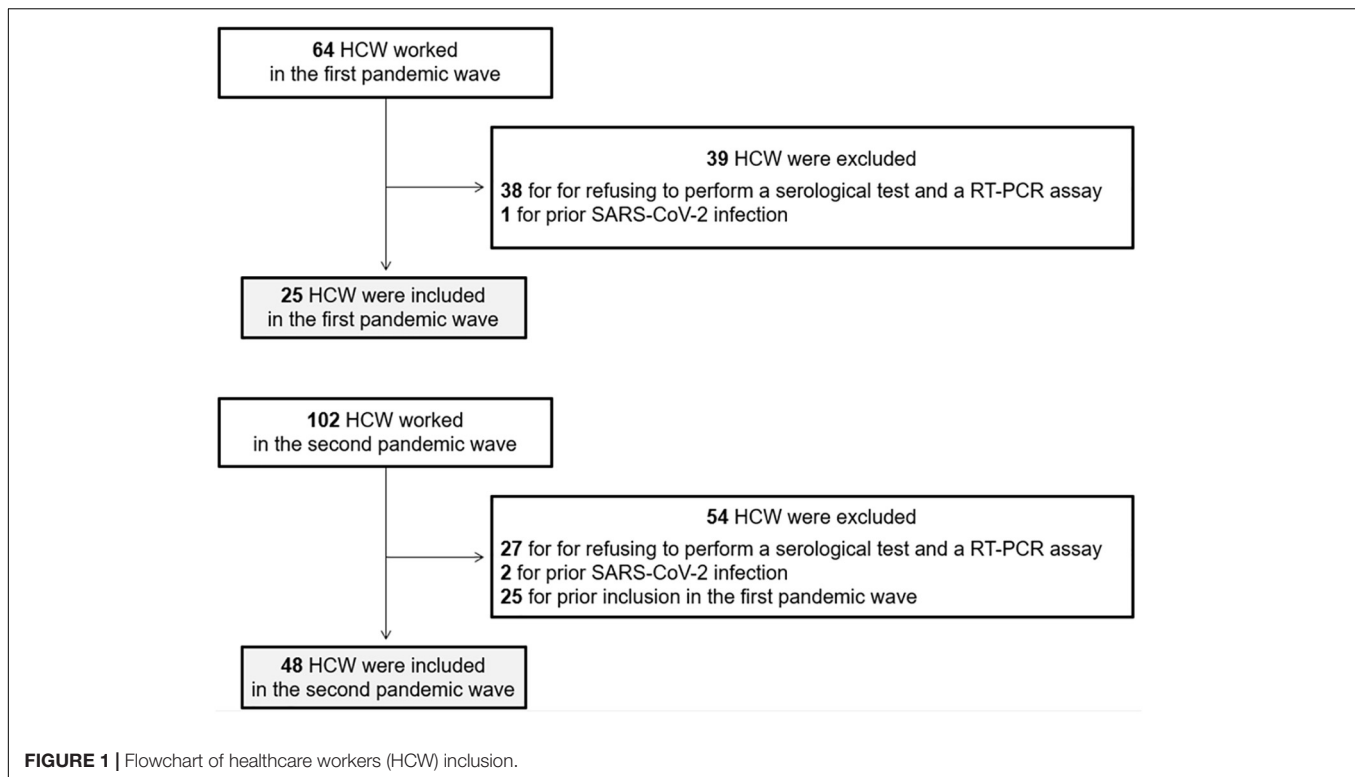 64 HCW worked
in the first pandemic wave
39 HCW were excluded
38 for for refusing to perform a serological test and a RT-PCR assay
1 for prior SARS-CoV-2 infection
25 HCW were included
in the first pandemic wave
102 HCW worked
in the second pandemic wave
54 HCW were excluded
27 for for refusing to perform a serological test and a RT-PCR assay
2 for prior SARS-CoV-2 infection
25 for prior inclusion in the first pandemic wave
48 HCW were included
in the second pandemic wave
FIGURE 1 | Flowchart of healthcare workers (HCW) inclusion.